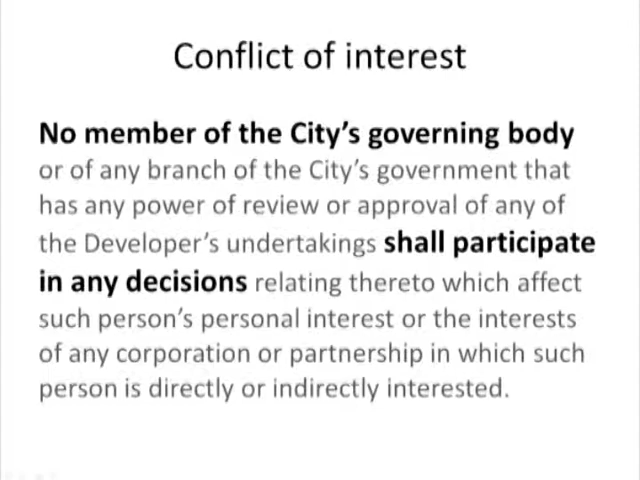 Conflict of interest
No member of the City's governing body
or of any branch of the City's government that
has any power of review or approval of any of
the Developer's undertakings shall participate
in any decisions relating thereto which affect
such person's personal interest or the interests
of any corporation or partnership in which such
person is directly or indirectly interested.